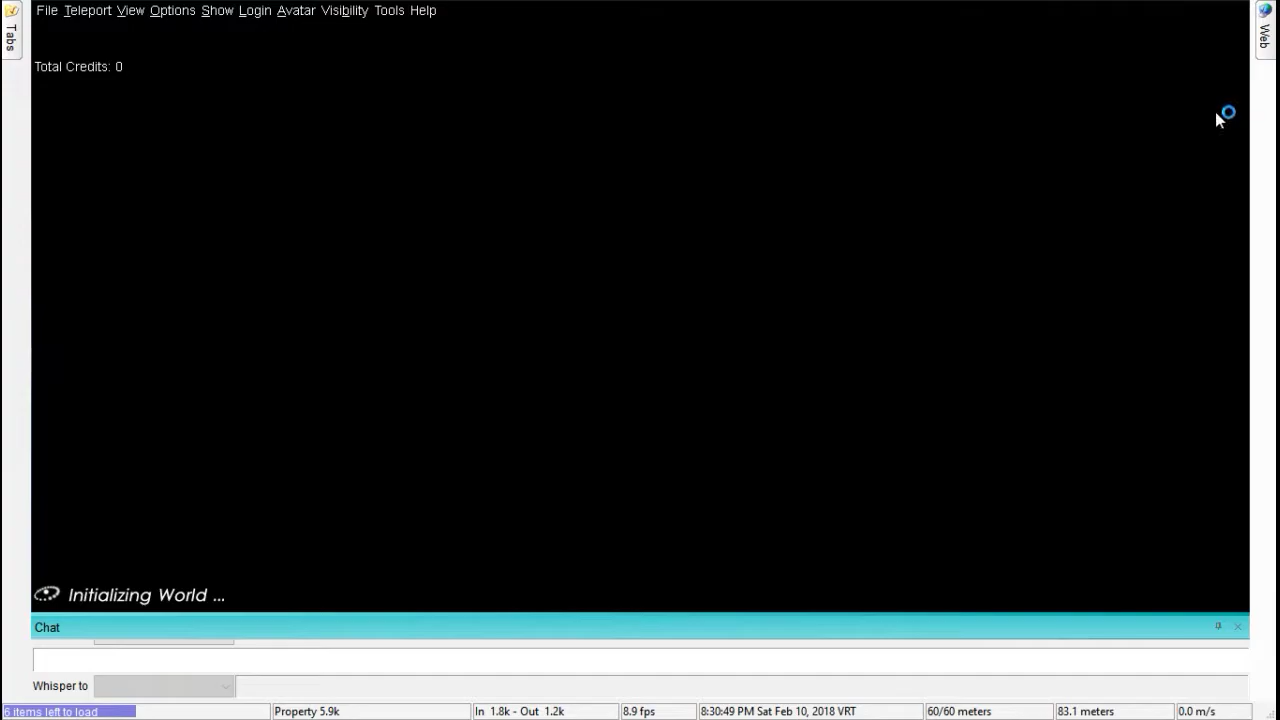 File Teleport View Options Show Login Avatar Visibility Tools Help
Tabs
Web
Total Credits: 0
Initializing World ...
Chat
Whisper to
6 items left to load
Property 5.9k
In 1.8k - Out 1.2k
8.9 fps
8:30:49 PM Sat Feb 10, 2018 VRT
60/60 meters
83.1 meters
0.0 m/s